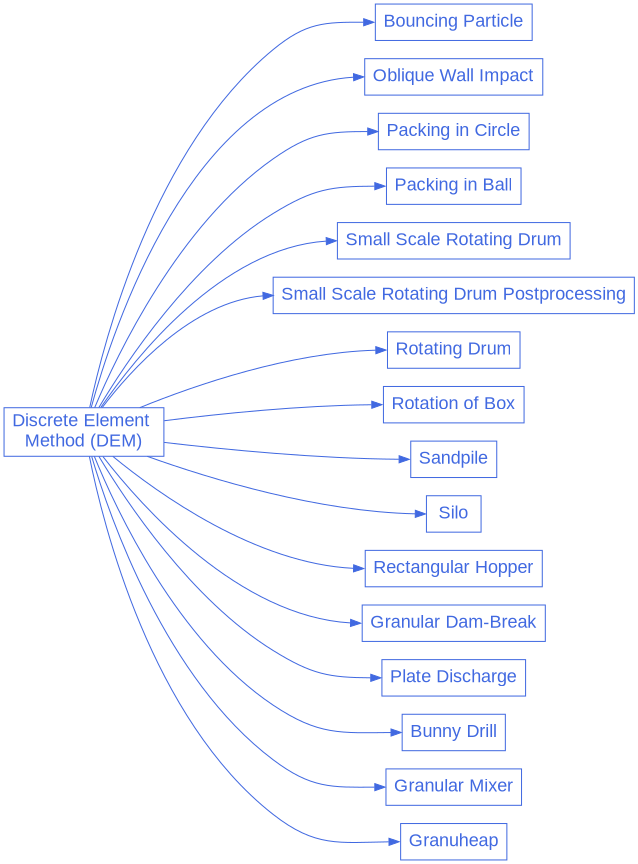 Bouncing Particle
Oblique Wall Impact
Packing in Circle
Packing in Ball
Small Scale Rotating Drum
Small Scale Rotating Drum Postprocessing
Rotating Drum
Rotation of Box
Discrete Element
Method (DEM)
Sandpile
Silo
Rectangular Hopper
Granular Dam-Break
Plate Discharge
Bunny Drill
Granular Mixer
Granuheap